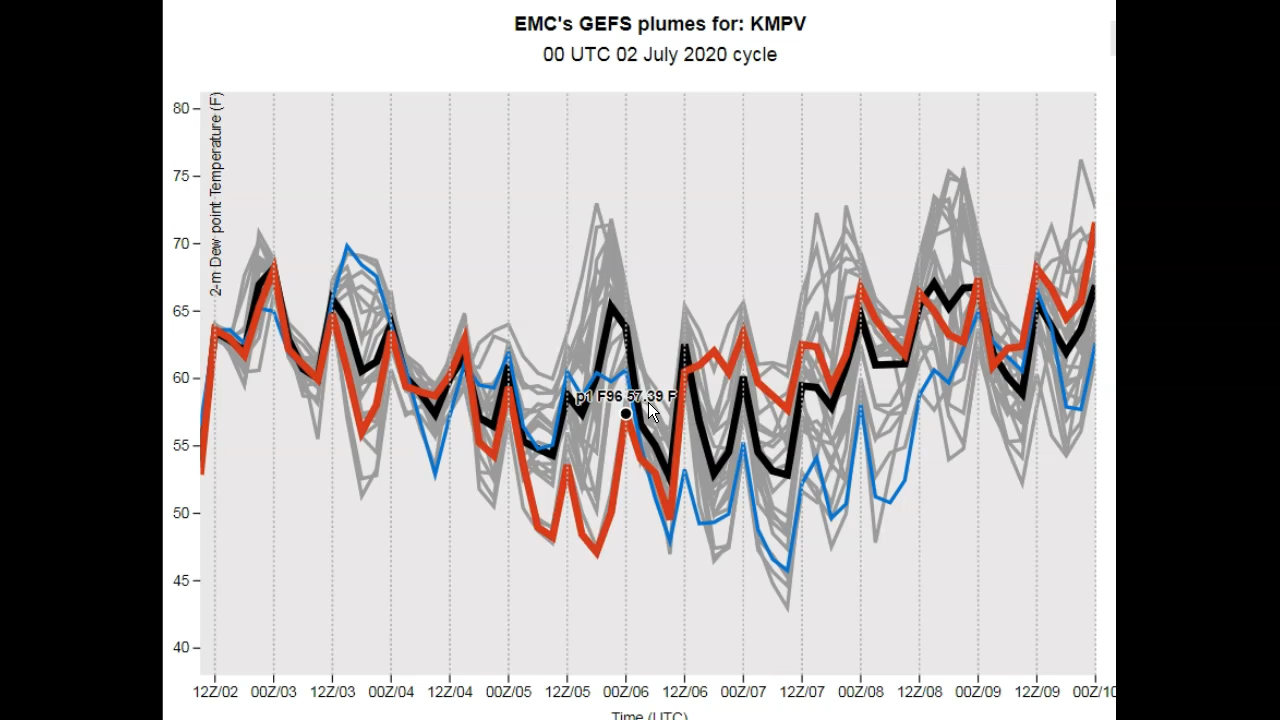 EMC's GEFS plumes for: KMPV
00 UTC 02 July 2020 cycle
2-m Dew point Temperature (F)
80
75
70
65
60
55
50
45
40
p1 F96 57.39 F
12Z/02 00Z/03 12Z/03 00Z/04 12Z/04 00Z/05 12Z/05 00Z/06 12Z/06 00Z/07 12Z/07 00Z/08 12Z/08 00Z/09 12Z/09 00Z/10
Time (UTC)